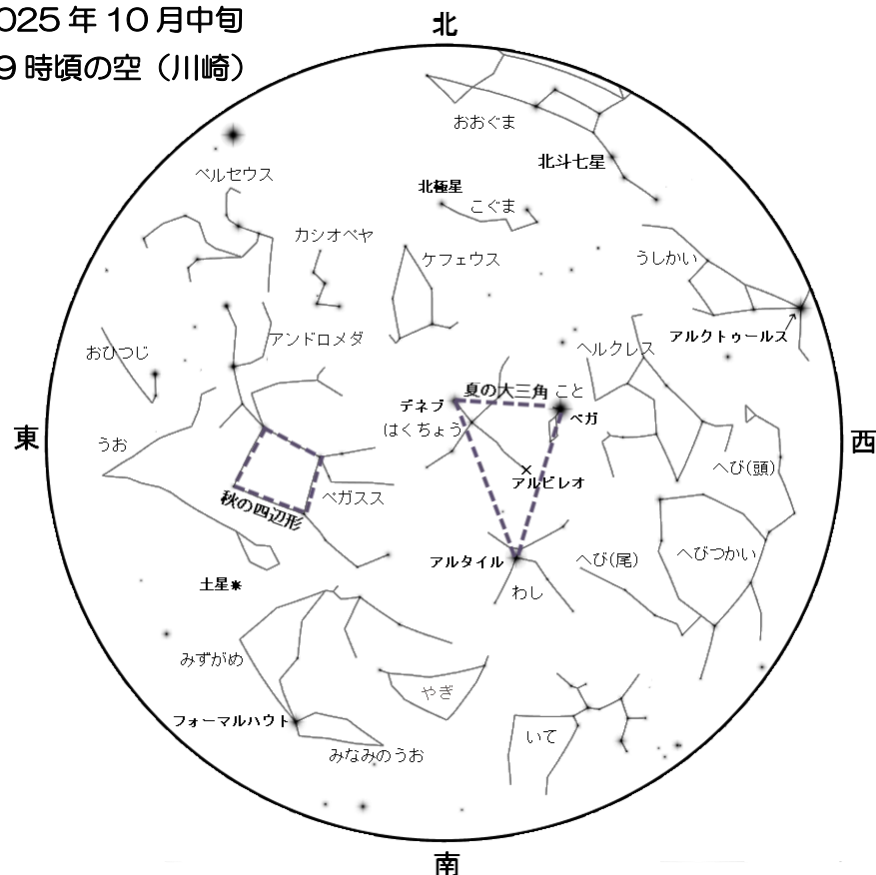 025年10月中旬
9時頃の空（川崎）
北
おおぐま
北斗七星
ペルセウス
北極星
こぐま
カシオペヤ
ケフェウス
うしかい
アルクトゥールス
アンドロメダ
ヘルクレス
おひつじ
夏の大三角
こと
デネブ
ベガ
はくちょう
東
西
うお
へび(頭)
アルビレオ
ペガスス
秋の四辺形
へびつかい
アルタイル
へび(尾)
土星
わし
みずがめ
やぎ
フォーマルハウト
いて
みなみのうお
南